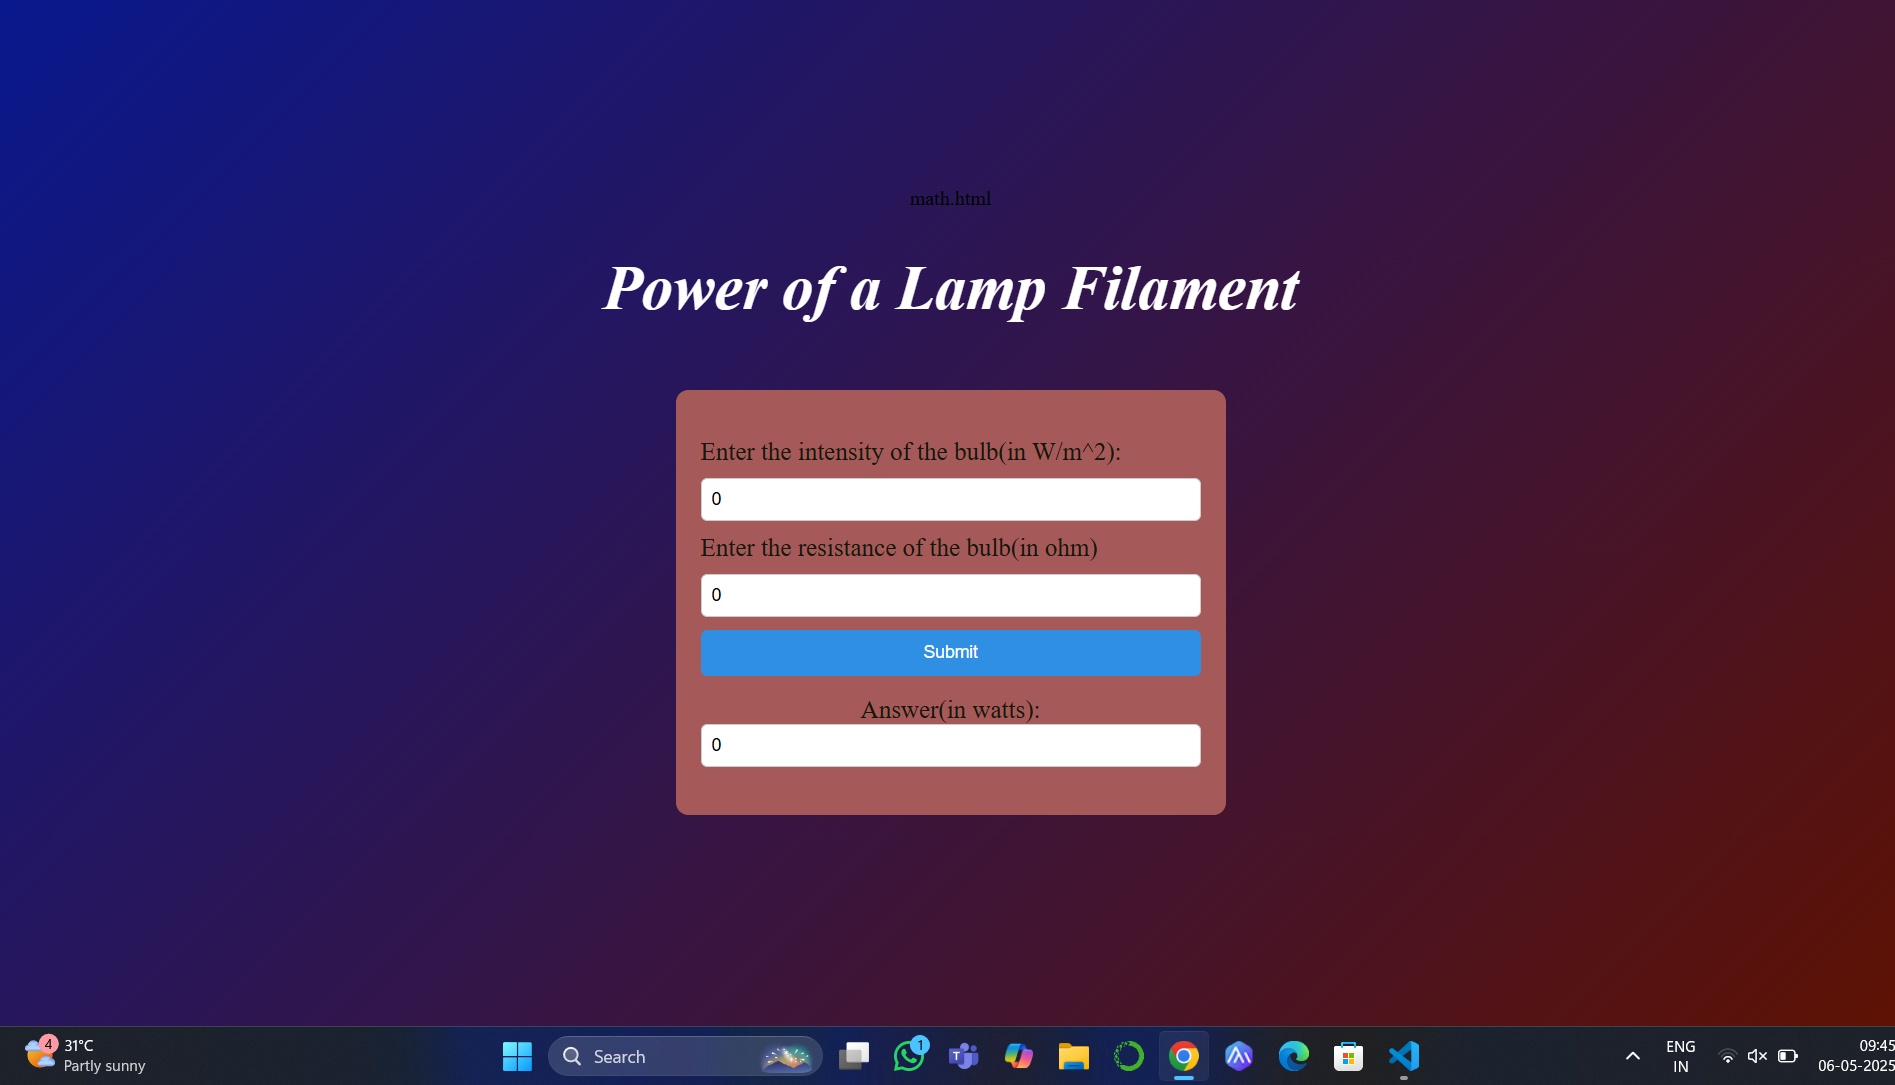 math.html
Power of a Lamp Filament
Enter the intensity of the bulb(in W/m^2):
0
Enter the resistance of the bulb(in ohm)
0
Submit
Answer(in watts):
0
4
31°C
Partly sunny
Search
1
ENG
IN
09:45
06-05-2025